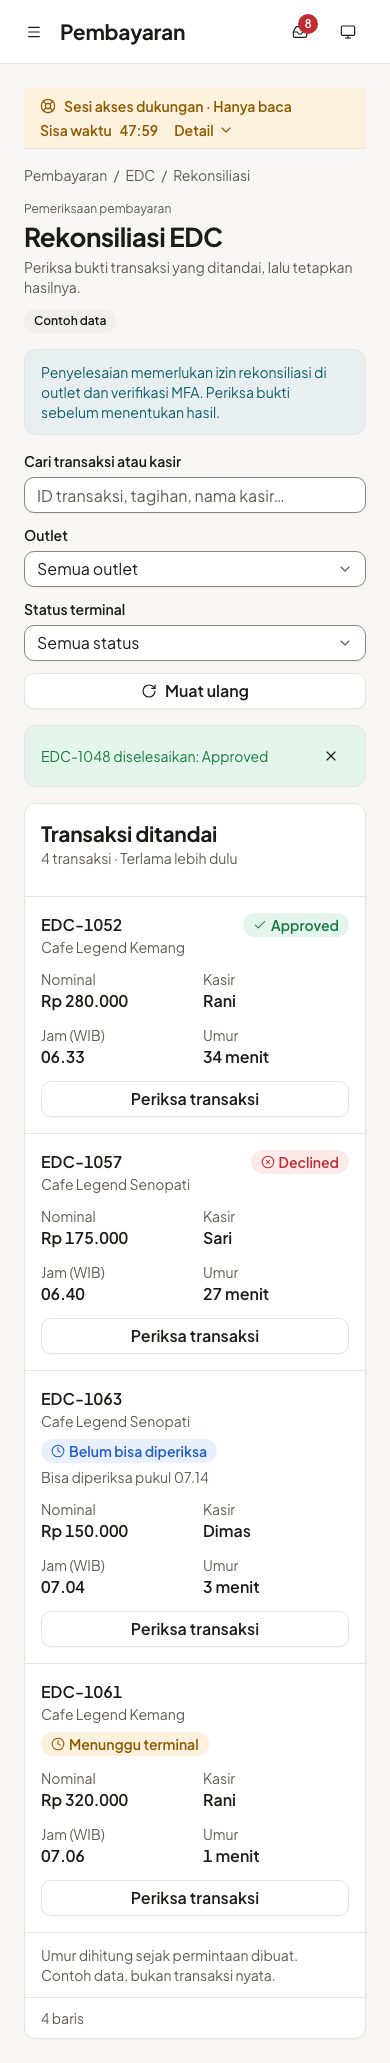 Pembayaran
8
Sesi akses dukungan · Hanya baca
Sisa waktu 47:59 Detail
Pembayaran / EDC / Rekonsiliasi
Pemeriksaan pembayaran
Rekonsiliasi EDC
Periksa bukti transaksi yang ditandai, lalu tetapkan
hasilnya.
Contoh data
Penyelesaian memerlukan izin rekonsiliasi di
outlet dan verifikasi MFA. Periksa bukti
sebelum menentukan hasil.
Cari transaksi atau kasir
ID transaksi, tagihan, nama kasir...
Outlet
Semua outlet
Status terminal
Semua status
Muat ulang
EDC-1048 diselesaikan: Approved
Transaksi ditandai
4 transaksi · Terlama lebih dulu
EDC-1052 Approved
Cafe Legend Kemang
Nominal Kasir
Rp 280.000 Rani
Jam (WIB) Umur
06.33 34 menit
Periksa transaksi
EDC-1057 Declined
Cafe Legend Senopati
Nominal Kasir
Rp 175.000 Sari
Jam (WIB) Umur
06.40 27 menit
Periksa transaksi
EDC-1063
Cafe Legend Senopati
Belum bisa diperiksa
Bisa diperiksa pukul 07.14
Nominal Kasir
Rp 150.000 Dimas
Jam (WIB) Umur
07.04 3 menit
Periksa transaksi
EDC-1061
Cafe Legend Kemang
Menunggu terminal
Nominal Kasir
Rp 320.000 Rani
Jam (WIB) Umur
07.06 1 menit
Periksa transaksi
Umur dihitung sejak permintaan dibuat.
Contoh data, bukan transaksi nyata.
4 baris